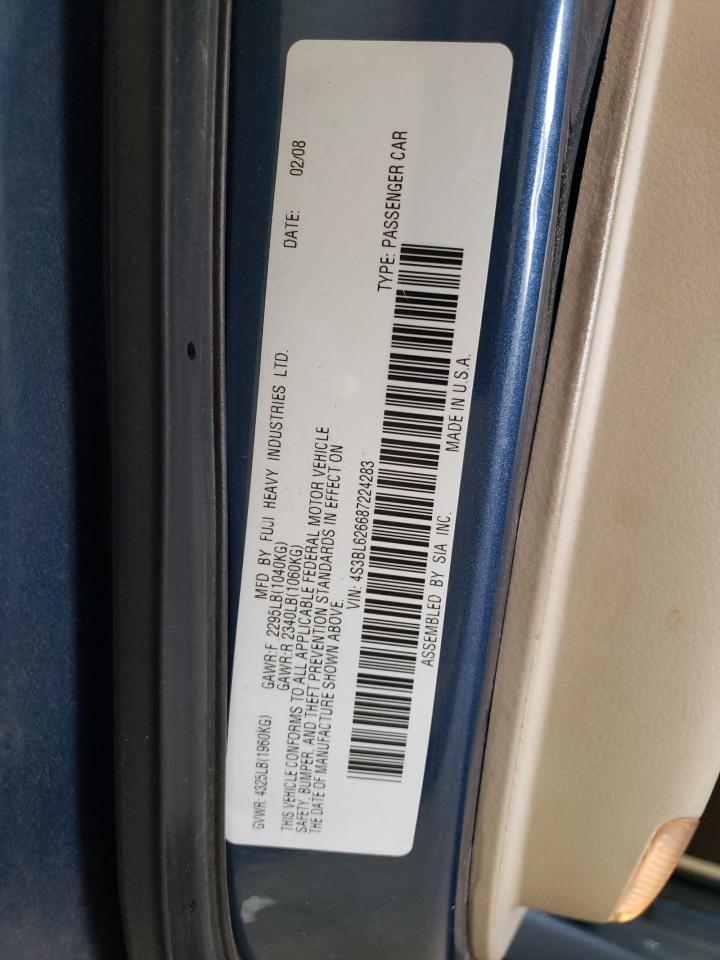 MFD BY FUJI HEAVY INDUSTRIES LTD. DATE: 02/08
GVWR: 4325LB(1960KG) GAWR:F 2295LB(1040KG)
GAWR:R 2340LB(1060KG)
THIS VEHICLE CONFORMS TO ALL APPLICABLE FEDERAL MOTOR VEHICLE
SAFETY, BUMPER, AND THEFT PREVENTION STANDARDS IN EFFECT ON
THE DATE OF MANUFACTURE SHOWN ABOVE.
VIN: 4S3BL626687224283 TYPE: PASSENGER CAR
ASSEMBLED BY SIA INC. MADE IN U.S.A.